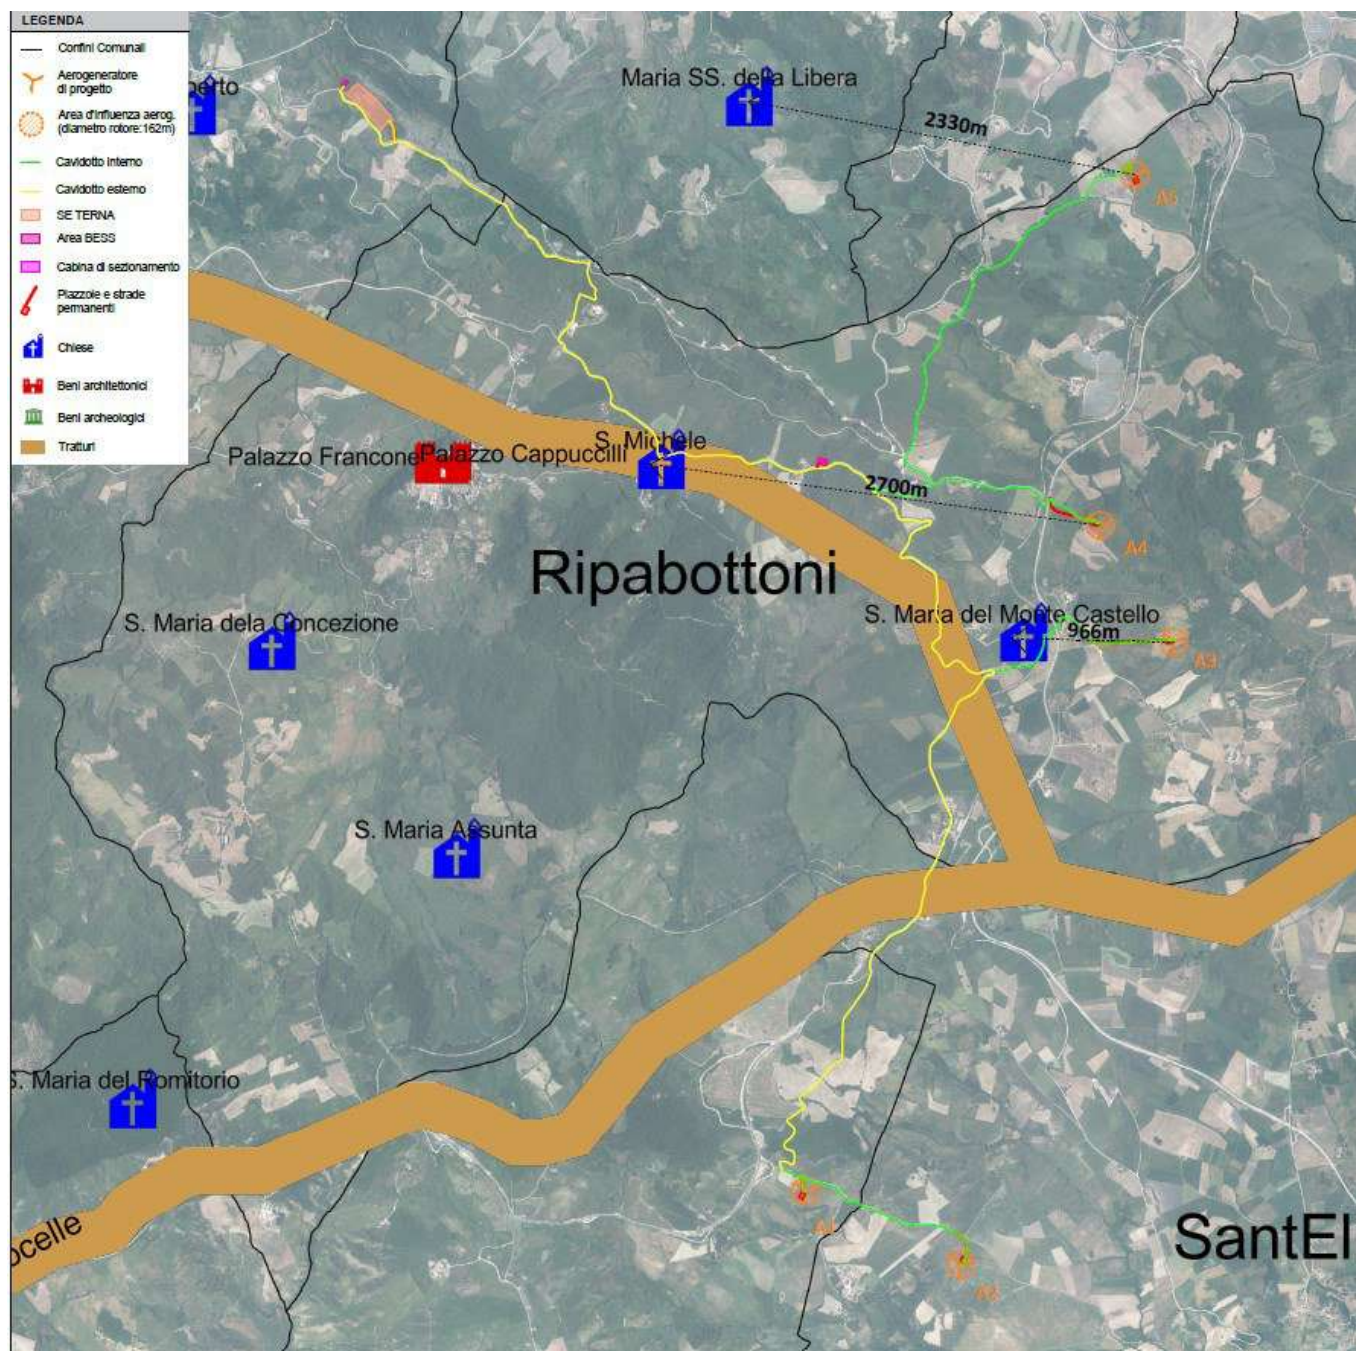 LEGENDA
Confini Comunali
Aerogeneratore
di progetto
Area d'influenza aerog.
(diametro rotore:162m)
Cavidotto interno
Cavidotto esterno
SE TERNA
Area BESS
Cabina di sezionamento
Piazzole e strade
permanenti
Chiese
Beni architettonici
Beni archeologici
Tratturi
Maria SS. della Libera
2330m
A5
S. Michele
Palazzo Francone
Palazzo Cappuccilli
2700m
A4
Ripabottoni
S. Maria dela Concezione
S. Maria del Monte Castello
966m
A3
S. Maria Assunta
S. Maria del Romitorio
A1
A2
ocelle
SantEl